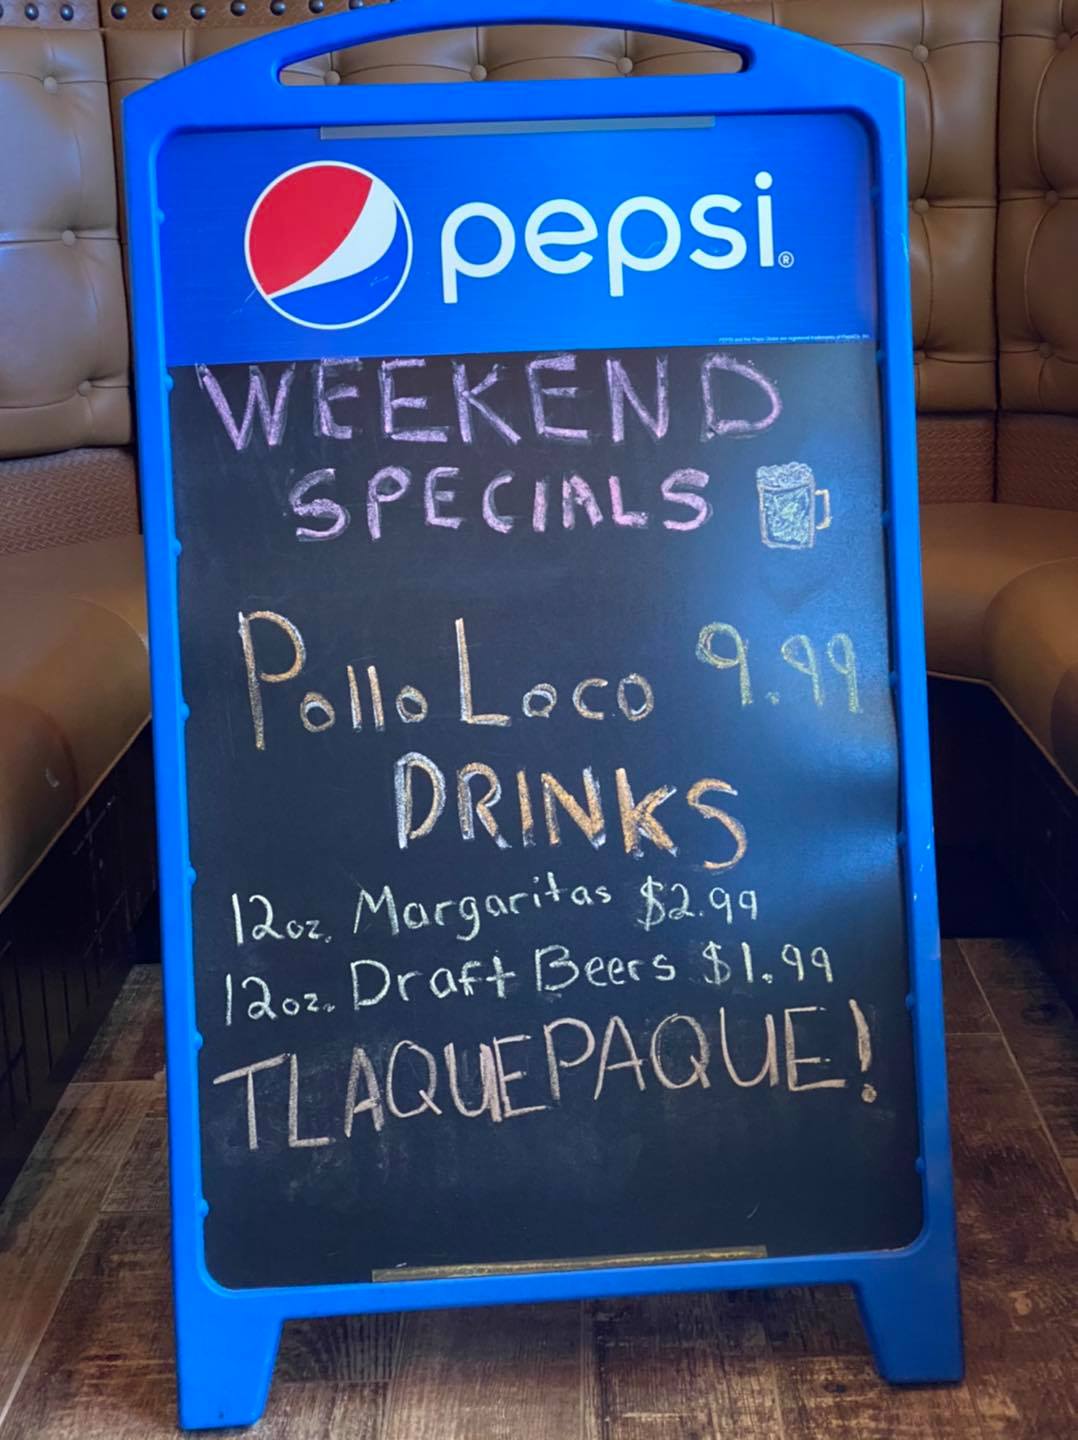 pepsi®
WEEKEND
SPECIALS
Pollo Loco 9.99
DRINKS
12oz. Margaritas $2.99
12oz. Draft Beers $1.99
TLAQUEPAQUE!